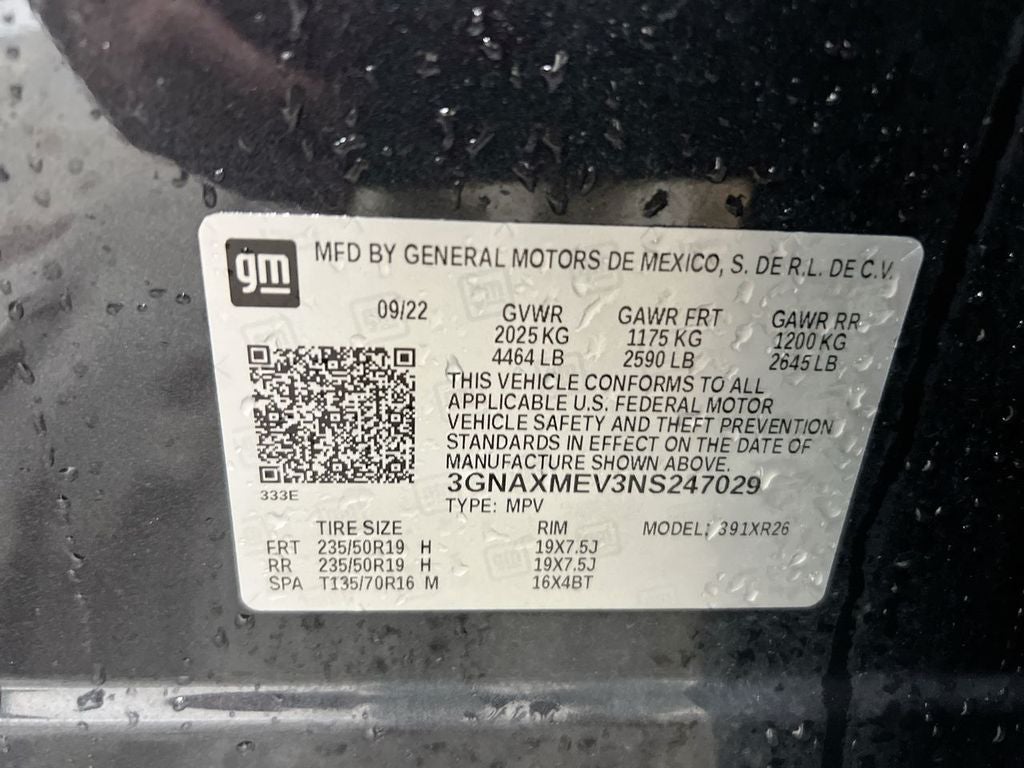 gm
MFD BY GENERAL MOTORS DE MEXICO, S. DE R.L. DE C.V.
09/22 GVWR GAWR FRT GAWR RR
2025 KG 1175 KG 1200 KG
4464 LB 2590 LB 2645 LB
THIS VEHICLE CONFORMS TO ALL
APPLICABLE U.S. FEDERAL MOTOR
VEHICLE SAFETY AND THEFT PREVENTION
STANDARDS IN EFFECT ON THE DATE OF
MANUFACTURE SHOWN ABOVE.
3GNAXMEV3NS247029
333E
TYPE: MPV
TIRE SIZE RIM MODEL: 391XR26
FRT 235/50R19 H 19X7.5J
RR 235/50R19 H 19X7.5J
SPA T135/70R16 M 16X4BT